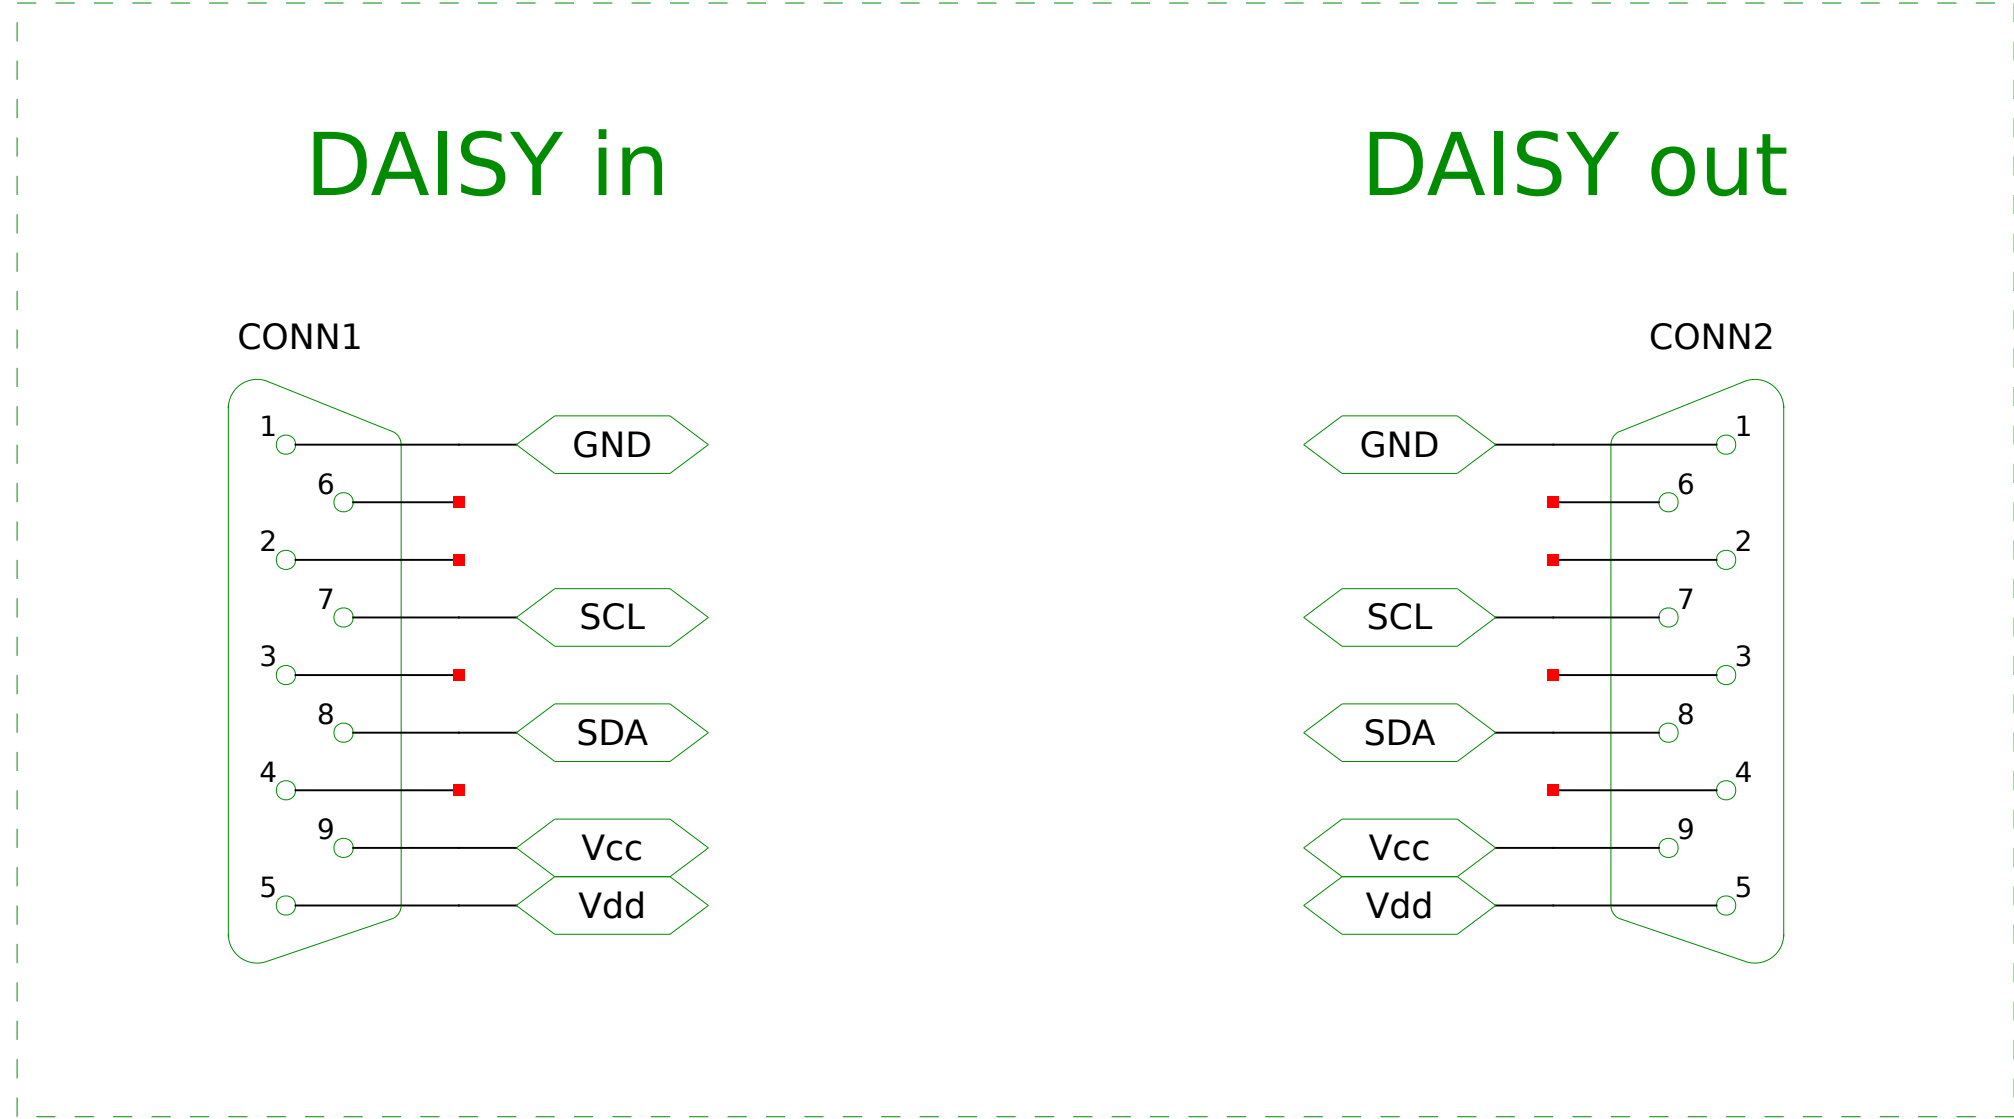 DAISY in
DAISY out
CONN1
CONN2
1 GND
GND 1
6
6
2
2
7 SCL
SCL 7
3
3
8 SDA
SDA 8
4
4
9 Vcc
Vcc 9
5 Vdd
Vdd 5